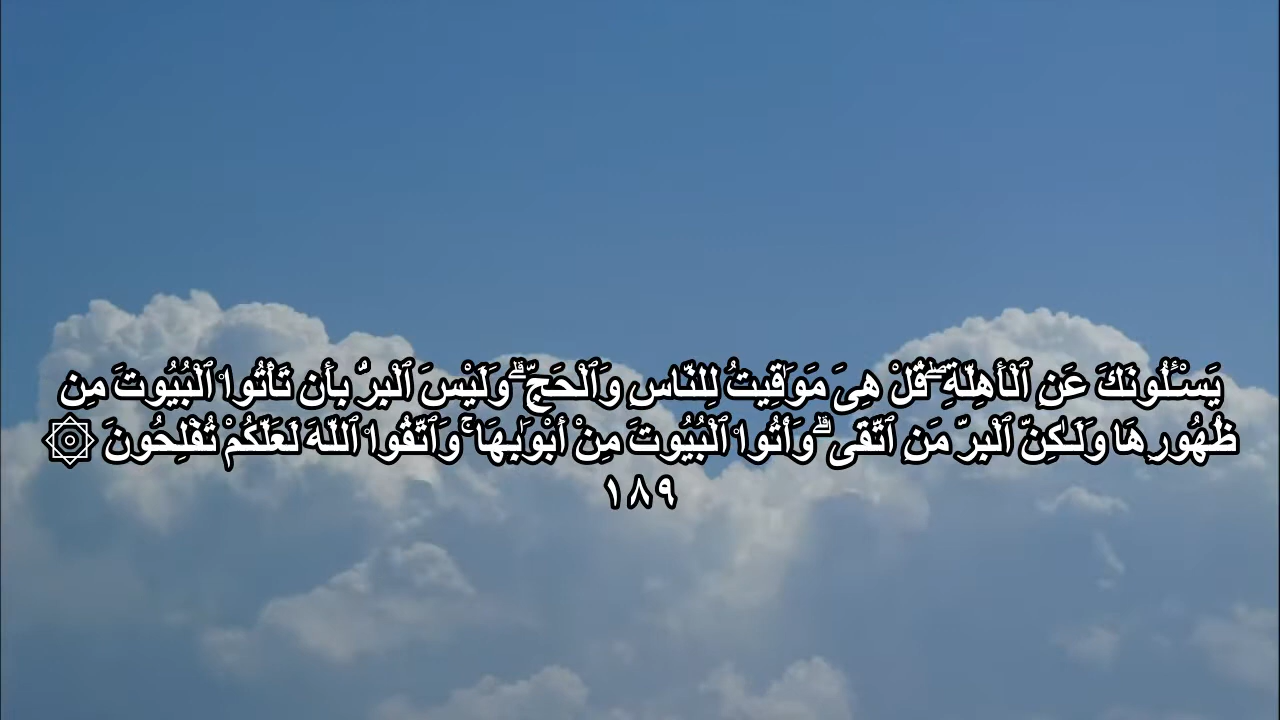 يَسْـَٔلُونَكَ عَنِ ٱلْأَهِلَّةِ ۖ قُلْ هِىَ مَوَٰقِيتُ لِلنَّاسِ وَٱلْحَجِّ ۗ وَلَيْسَ ٱلْبِرُّ بِأَن تَأْتُوا۟ ٱلْبُيُوتَ مِن
ظُهُورِهَا وَلَـٰكِنَّ ٱلْبِرَّ مَنِ ٱتَّقَىٰ ۗ وَأْتُوا۟ ٱلْبُيُوتَ مِنْ أَبْوَٰبِهَا ۚ وَٱتَّقُوا۟ ٱللَّهَ لَعَلَّكُمْ تُفْلِحُونَ ۞
١٨٩